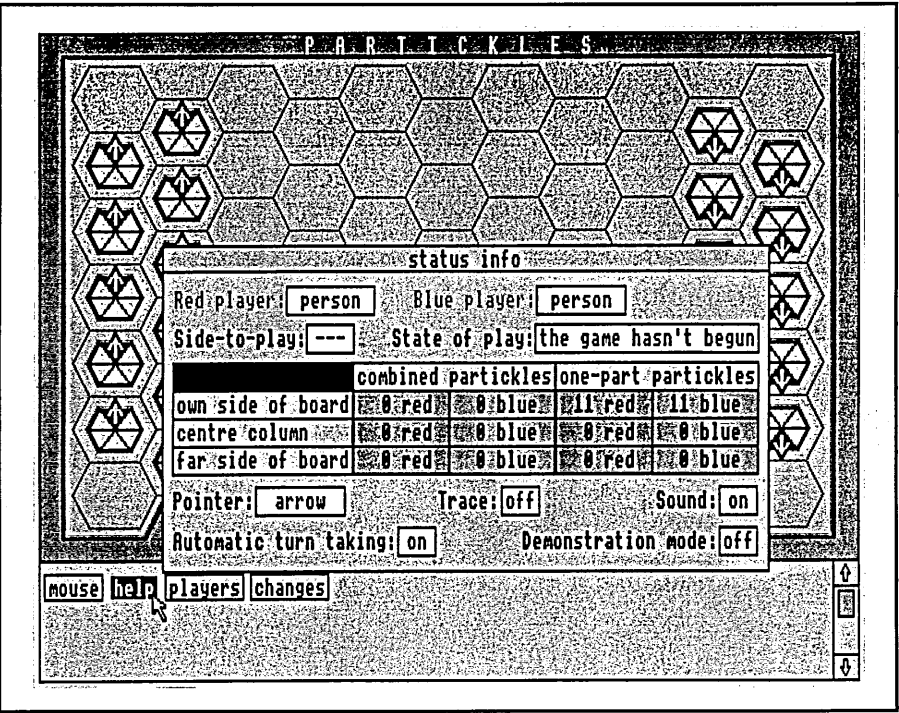 PARTICKLES
status info
Red player: person Blue player: person
Side-to-play: --- State of play: the game hasn't begun
combined partickles one-part partickles
own side of board 0 red 0 blue 11 red 11 blue
centre column 0 red 0 blue 0 red 0 blue
far side of board 0 red 0 blue 0 red 0 blue
Pointer: arrow Trace: off Sound: on
Automatic turn taking: on Demonstration mode: off
mouse help players changes